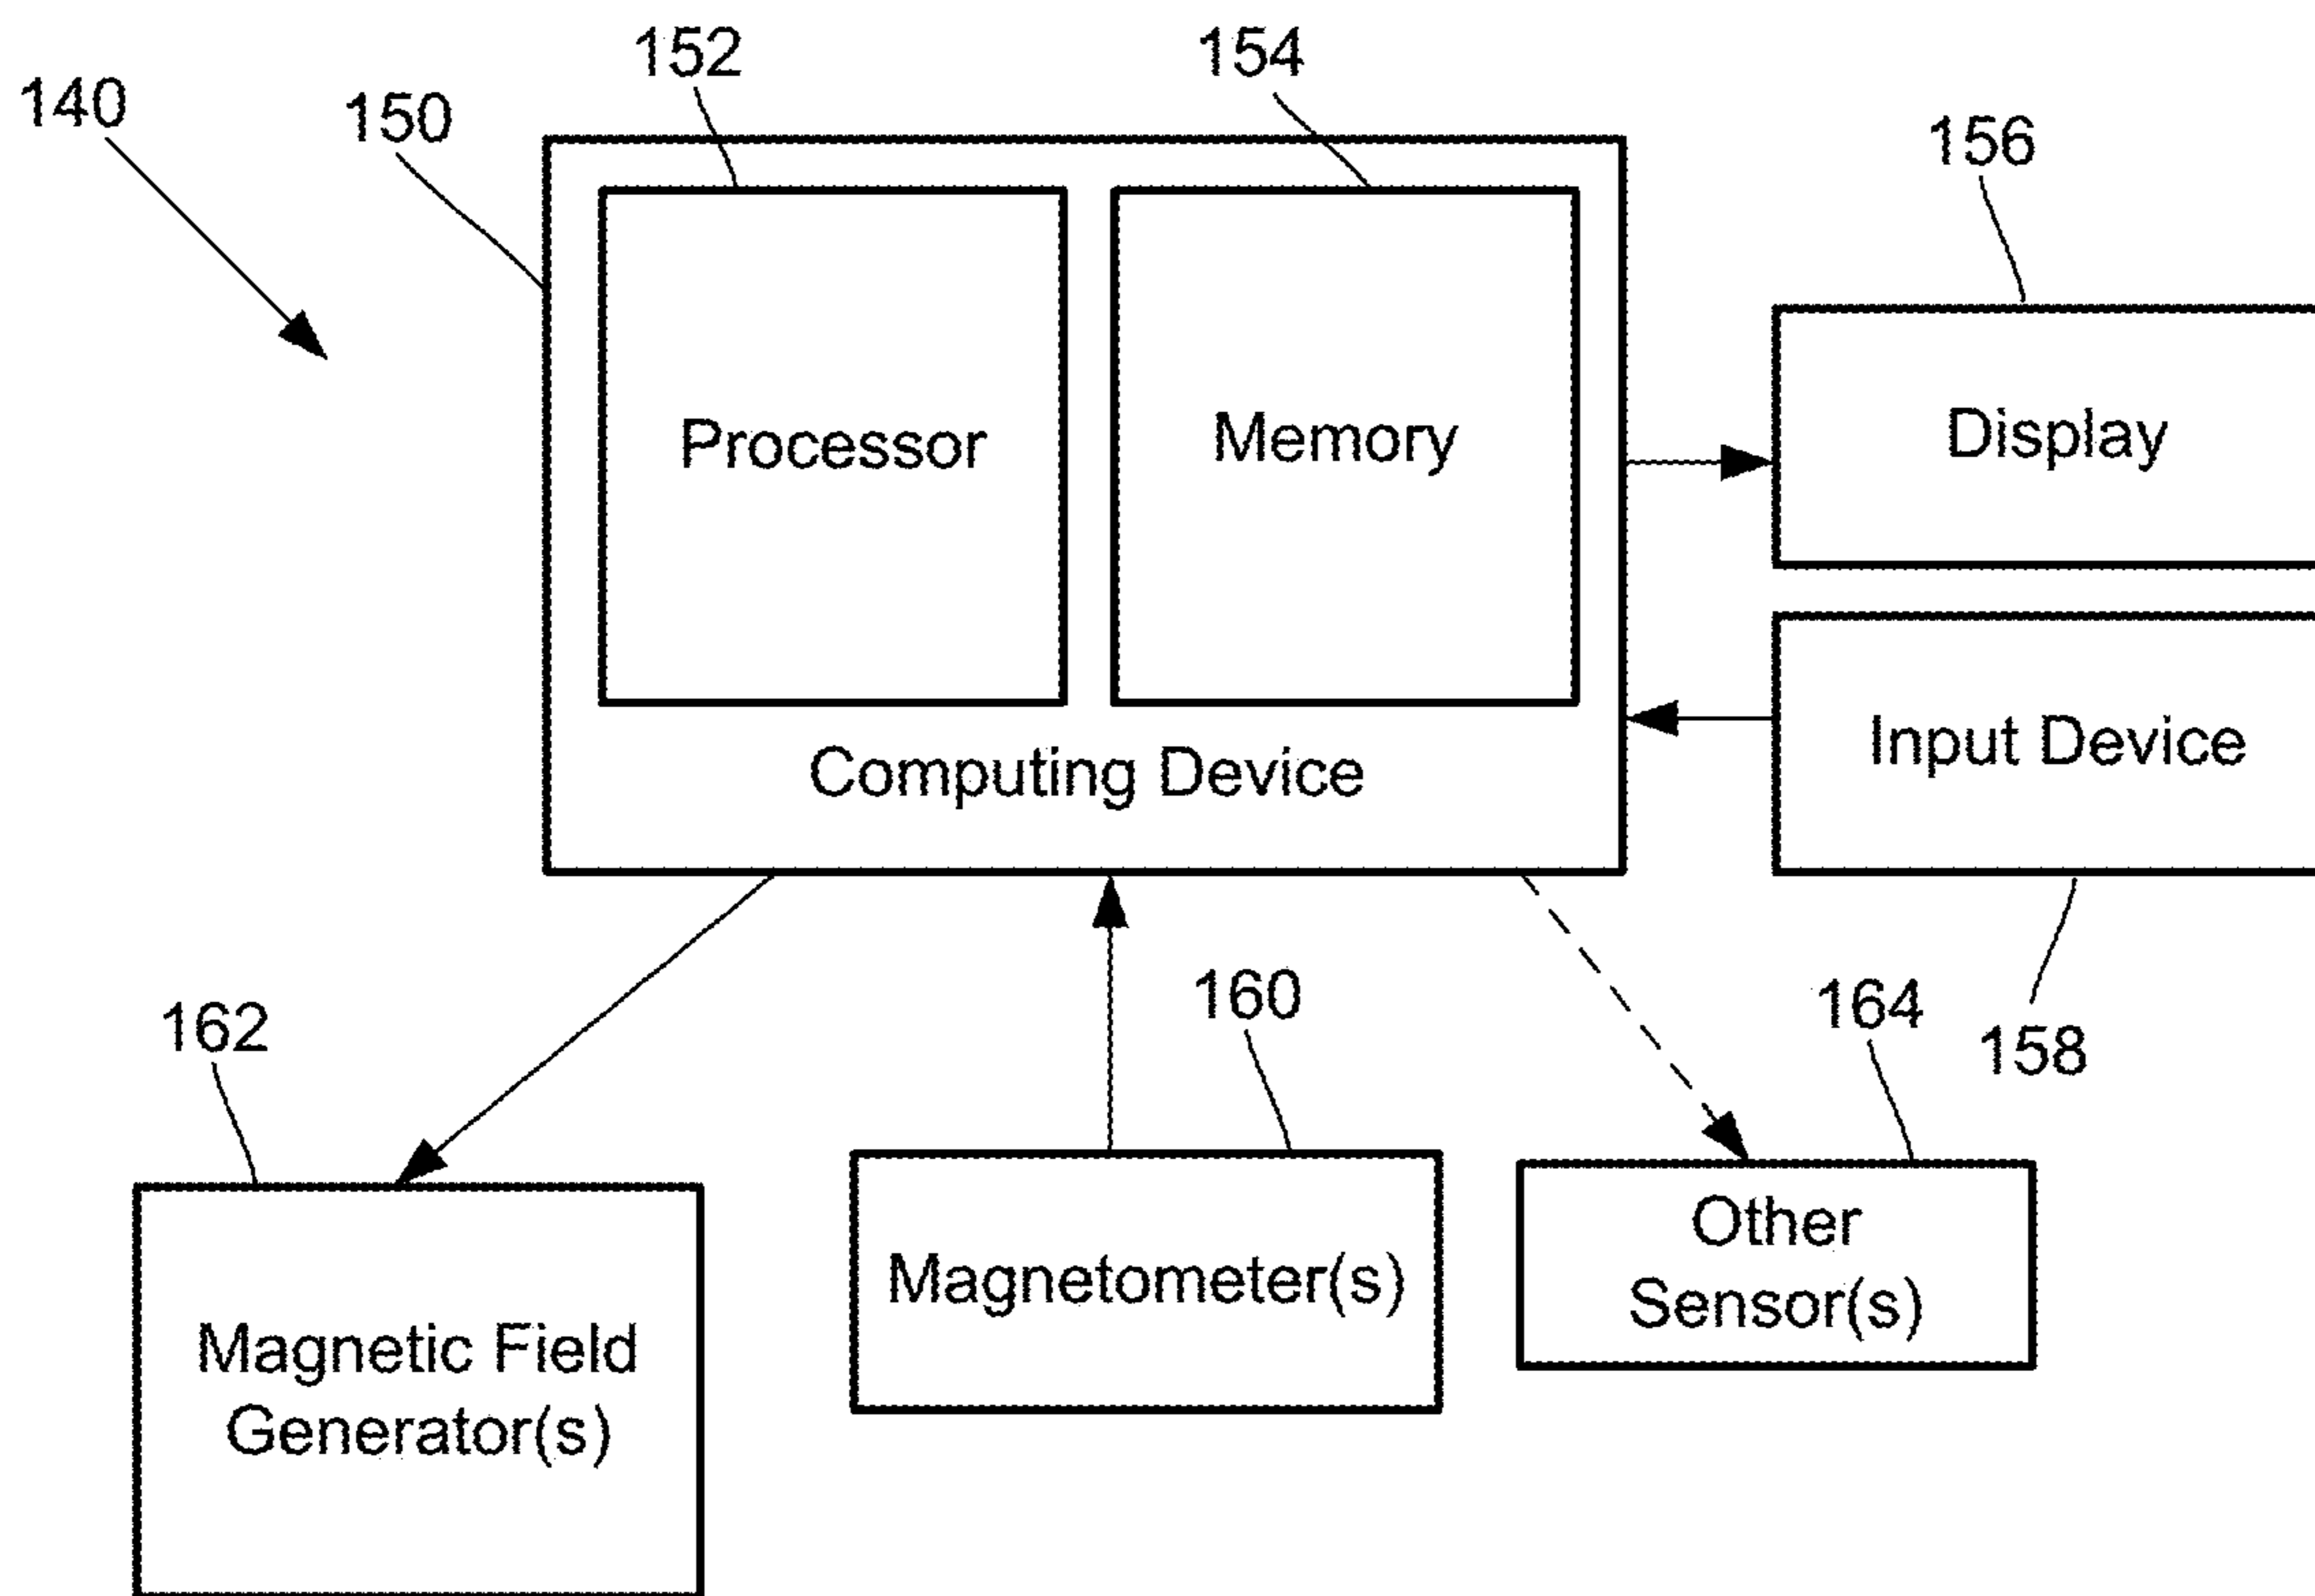 152
154
140
150
156
Processor
Memory
Display
Input Device
Computing Device
162
160
164
158
Other
Sensor(s)
Magnetometer(s)
Magnetic Field
Generator(s)